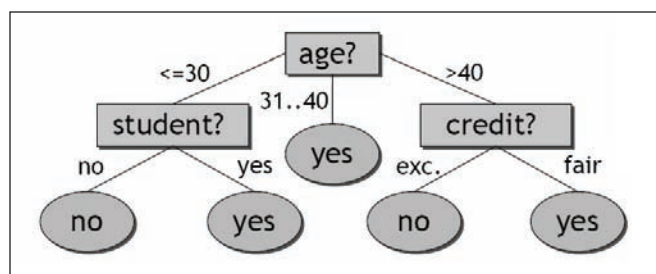 age?
<=30
31..40
>40
student?
credit?
yes
no
yes
exc.
fair
no
yes
no
yes